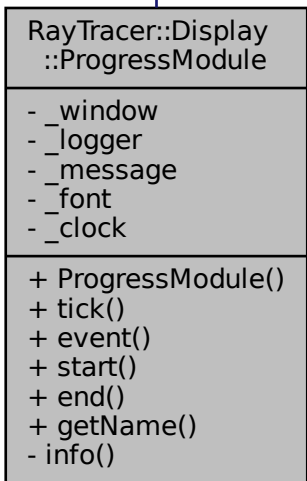 RayTracer::Display
::ProgressModule
- _window
- _logger
- _message
- _font
- _clock
+ ProgressModule()
+ tick()
+ event()
+ start()
+ end()
+ getName()
- info()